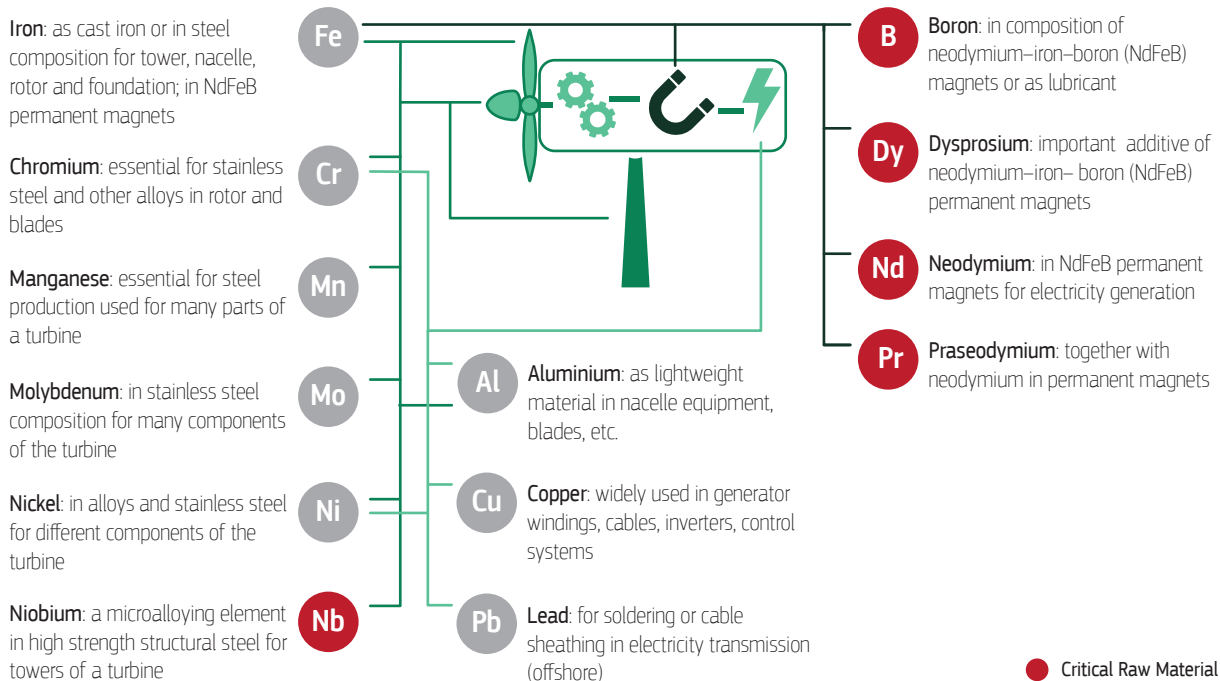 Iron: as cast iron or in steel
composition for tower, nacelle,
rotor and foundation; in NdFeB
permanent magnets
Fe
Chromium: essential for stainless
steel and other alloys in rotor and
blades
Cr
Manganese: essential for steel
production used for many parts of
a turbine
Mn
Molybdenum: in stainless steel
composition for many components
of the turbine
Mo
Nickel: in alloys and stainless steel
for different components of the
turbine
Ni
Niobium: a microalloying element
in high strength structural steel for
towers of a turbine
Nb
Al
Aluminium: as lightweight
material in nacelle equipment,
blades, etc.
Cu
Copper: widely used in generator
windings, cables, inverters, control
systems
Pb
Lead: for soldering or cable
sheathing in electricity transmission
(offshore)
B
Boron: in composition of
neodymium–iron–boron (NdFeB)
magnets or as lubricant
Dy
Dysprosium: important additive of
neodymium–iron– boron (NdFeB)
permanent magnets
Nd
Neodymium: in NdFeB permanent
magnets for electricity generation
Pr
Praseodymium: together with
neodymium in permanent magnets
Critical Raw Material